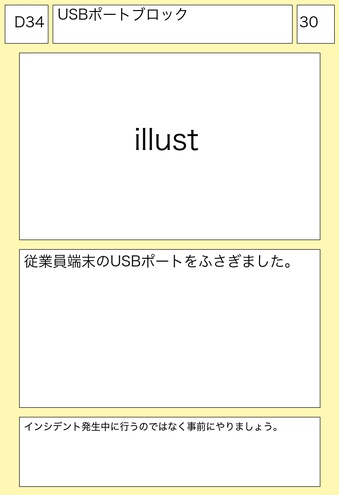 D34
USBポートブロック
30
illust
従業員端末のUSBポートをふさぎました。
インシデント発生中に行うのではなく事前にやりましょう。